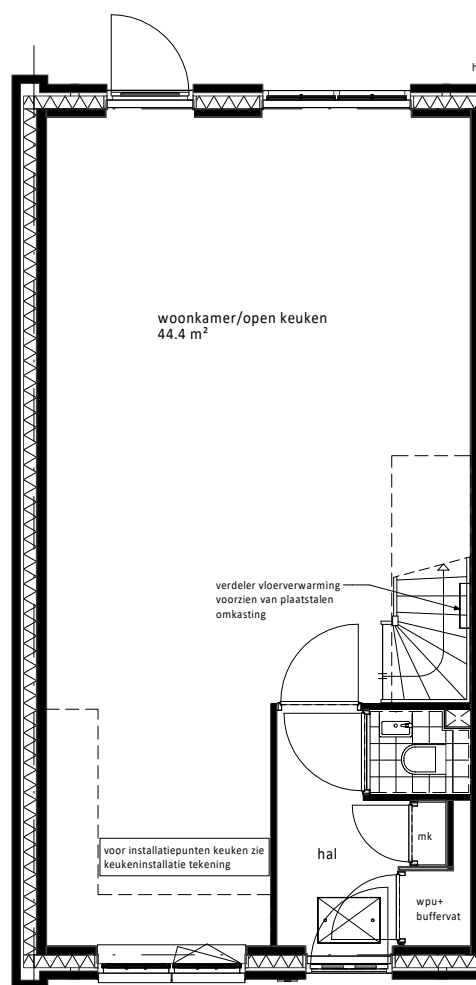 h
woonkamer/open keuken
44.4 m²
verdeler vloerverwarming
voorzien van plaatstalen
omkasting
voor installatiepunten keuken zie
keukeninstallatie tekening
hal
mk
wpu+
buffervat